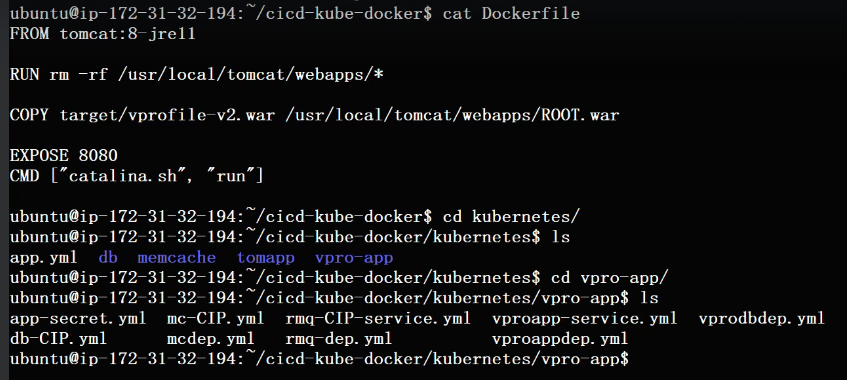 ubuntu@ip-172-31-32-194:~/cicd-kube-docker$ cat Dockerfile
FROM tomcat:8-jre11
RUN rm -rf /usr/local/tomcat/webapps/*
COPY target/vprofile-v2.war /usr/local/tomcat/webapps/ROOT.war
EXPOSE 8080
CMD ["catalina.sh", "run"]
ubuntu@ip-172-31-32-194:~/cicd-kube-docker$ cd kubernetes/
ubuntu@ip-172-31-32-194:~/cicd-kube-docker/kubernetes$ ls
app.yml  db  memcache  tomapp  vpro-app
ubuntu@ip-172-31-32-194:~/cicd-kube-docker/kubernetes$ cd vpro-app/
ubuntu@ip-172-31-32-194:~/cicd-kube-docker/kubernetes/vpro-app$ ls
app-secret.yml  mc-CIP.yml  rmq-CIP-service.yml  vproapp-service.yml  vprodbdep.yml
db-CIP.yml      mcdep.yml   rmq-dep.yml          vproappdep.yml
ubuntu@ip-172-31-32-194:~/cicd-kube-docker/kubernetes/vpro-app$